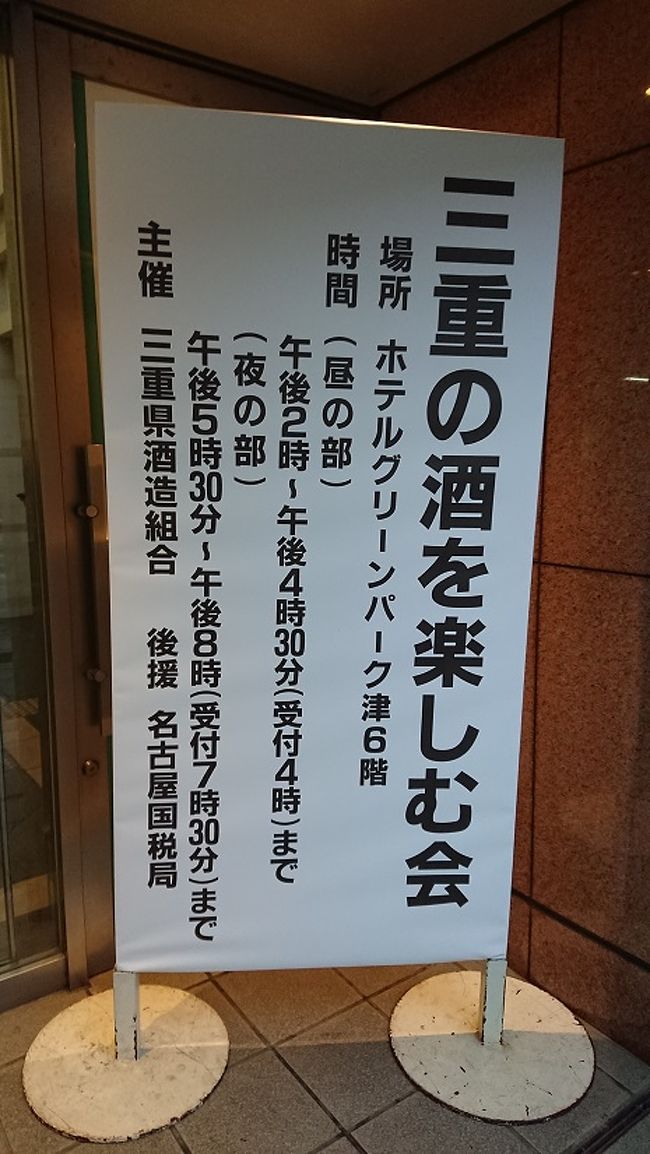 三重の酒を楽しむ会
場所 ホテルグリーンパーク津6階
時間 (昼の部)
午後2時〜午後4時30分(受付4時)まで
(夜の部)
午後5時30分〜午後8時(受付7時30分)まで
主催 三重県酒造組合 後援 名古屋国税局